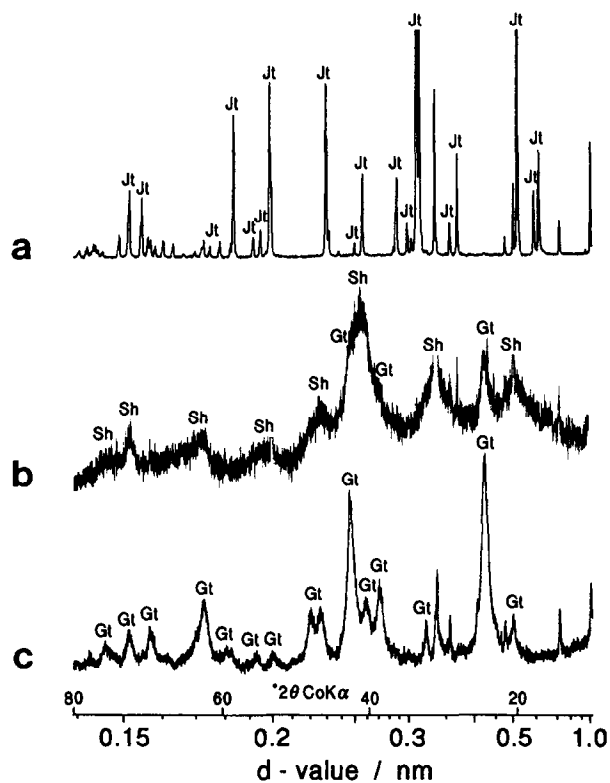 Jt Jt Jt Jt Jt Jt Jt Jt Jt Jt Jt Jt Jt Jt Jt Jt Jt Jt
a
Sh Sh Sh Sh Sh Gt Sh Gt Sh Gt Sh
b
Gt Gt Gt Gt Gt Gt Gt Gt Gt Gt Gt Gt Gt Gt
c
80 60 °2θ CoKα 40 20
0.15 0.2 0.3 0.5 1.0
d - value / nm